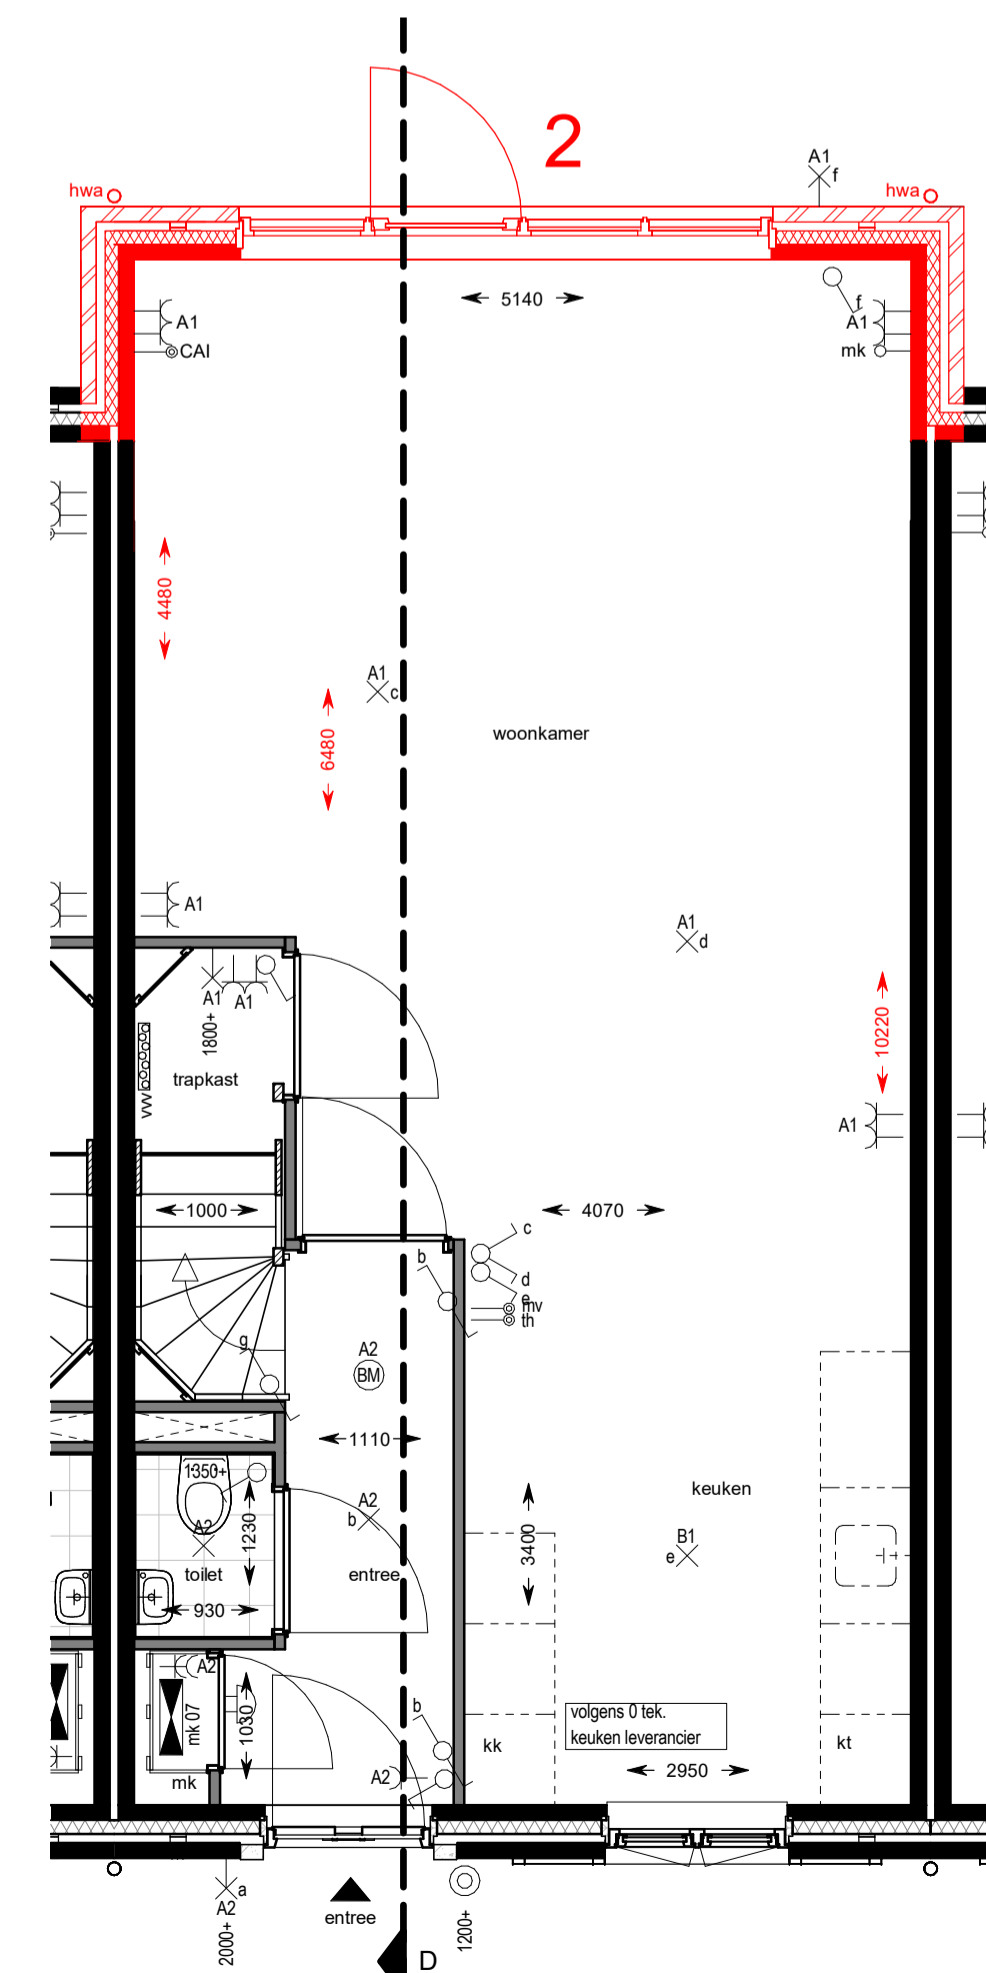 2
A1
f
hwa
hwa
5140
A1
CAI
f
A1
mk
4480
A1
c
6480
woonkamer
A1
A1
d
A1
A1
1800+
10220
trapkast
vvv
A1
1000
4070
c
b
d
e
mv
th
g
A2
BM
1110
keuken
1350+
A2
1230
A2
b
3400
B1
e
toilet
entree
930
A2
mk 07
1030
b
volgens 0 tek.
keuken leverancier
kk
kt
mk
A2
2950
a
A2
2000+
entree
1200+
D